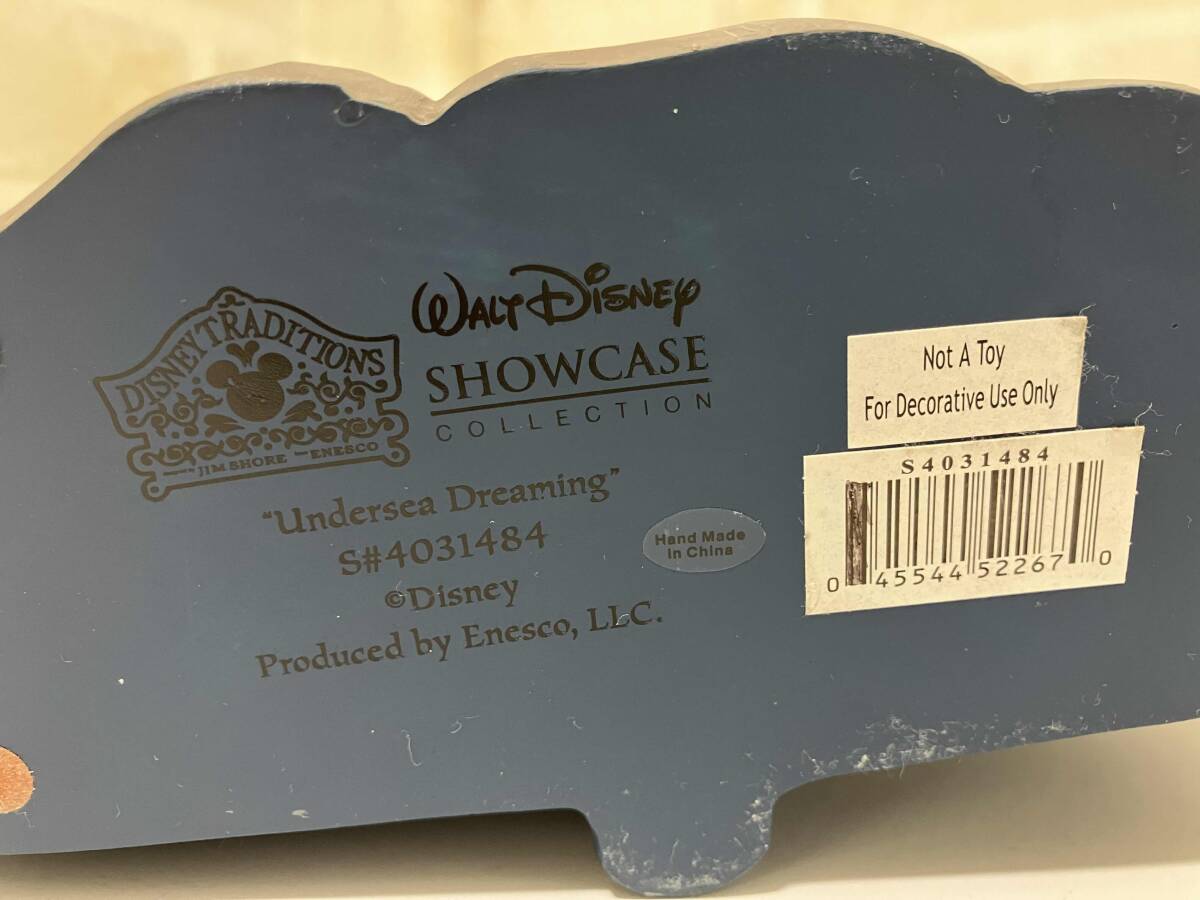 DISNEY TRADITIONS
JIM SHORE ENESCO
WALT DISNEY
SHOWCASE
COLLECTION
"Undersea Dreaming"
S#4031484
©Disney
Produced by Enesco, LLC.
Hand Made
In China
Not A Toy
For Decorative Use Only
S4031484
0 45544 52267 0